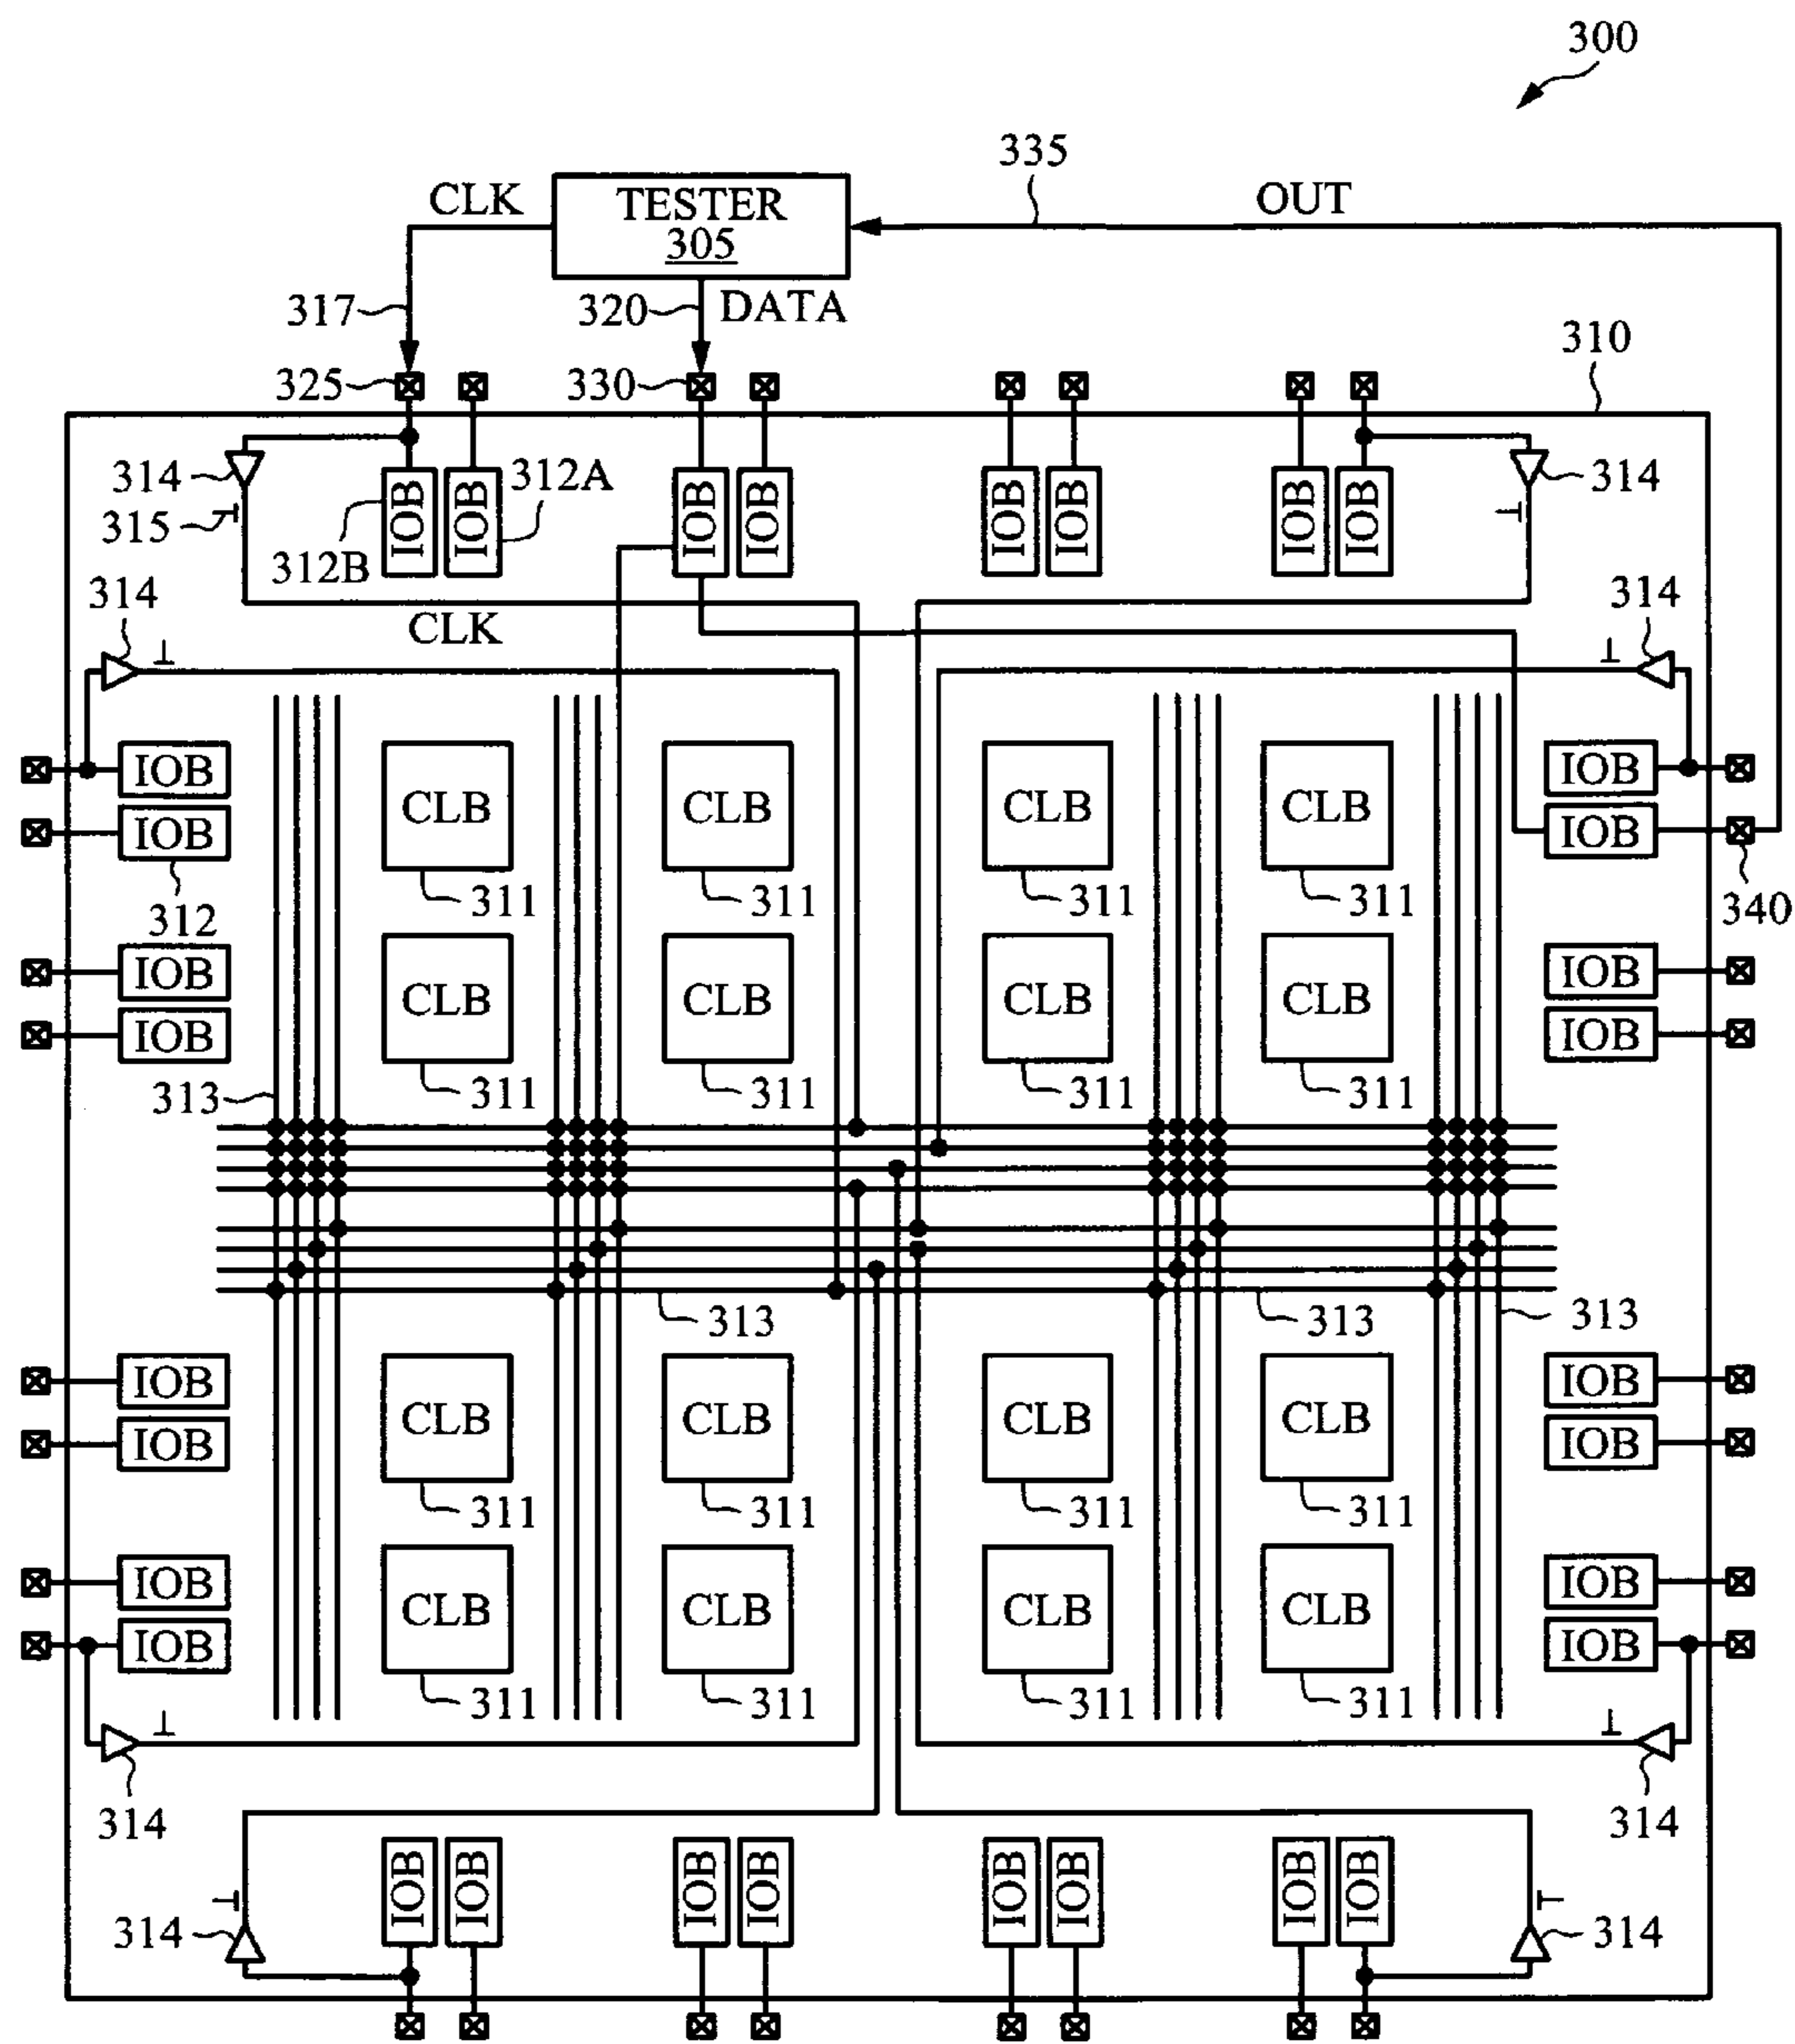 300
335
CLK
TESTER
305
OUT
317
320
DATA
310
325
330
314
315
312B
IOB
IOB
312A
IOB
IOB
IOB
IOB
IOB
IOB
314
314
CLK
314
IOB
CLB
CLB
CLB
CLB
IOB
IOB
IOB
312
311
311
311
311
340
IOB
CLB
CLB
CLB
CLB
IOB
IOB
IOB
313
311
311
311
311
313
313
313
IOB
CLB
CLB
CLB
CLB
IOB
IOB
IOB
311
311
311
311
IOB
CLB
CLB
CLB
CLB
IOB
IOB
IOB
311
311
311
311
314
314
314
IOB
IOB
IOB
IOB
IOB
IOB
IOB
IOB
314